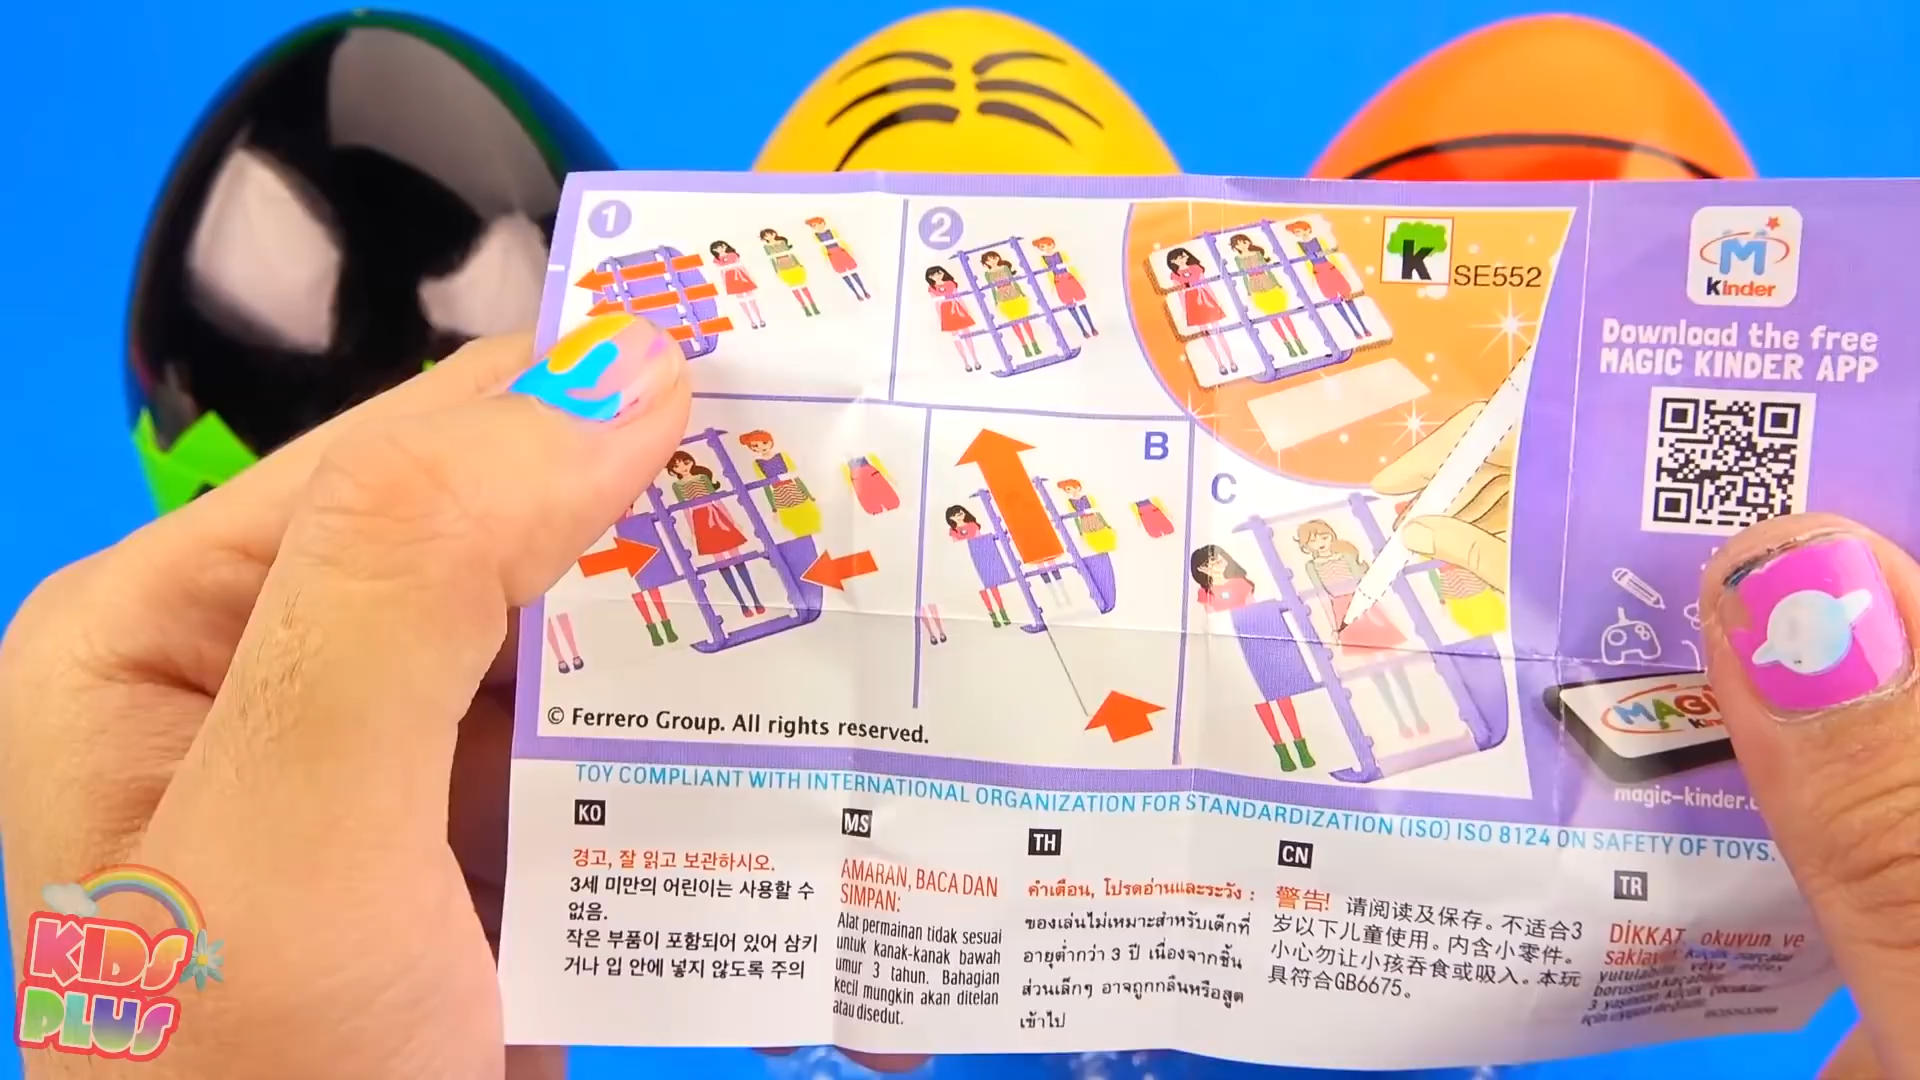 1
2
K
SE552
M
kinder
Download the free
MAGIC KINDER APP
B
C
magic-kinder.
© Ferrero Group. All rights reserved.
TOY COMPLIANT WITH INTERNATIONAL ORGANIZATION FOR STANDARDIZATION (ISO) ISO 8124 ON SAFETY OF TOYS.
KO
경고, 잘 읽고 보관하시오.
3세 미만의 어린이는 사용할 수
없음.
작은 부품이 포함되어 있어 삼키
거나 입 안에 넣지 않도록 주의
MS
AMARAN, BACA DAN
SIMPAN:
Alat permainan tidak sesuai
untuk kanak-kanak bawah
umur 3 tahun. Bahagian
kecil mungkin akan ditelan
atau disedut.
TH
คำเตือน, โปรดอ่านและระวัง :
ของเล่นไม่เหมาะสำหรับเด็กที่
อายุต่ำกว่า 3 ปี เนื่องจากชิ้น
ส่วนเล็กๆ อาจถูกกลืนหรือสูด
เข้าไป
CN
警告! 请阅读及保存。不适合3
岁以下儿童使用。内含小零件。
小心勿让小孩吞食或吸入。本玩
具符合GB6675。
TR
DİKKAT, okuyun ve
KIDS
PLUS